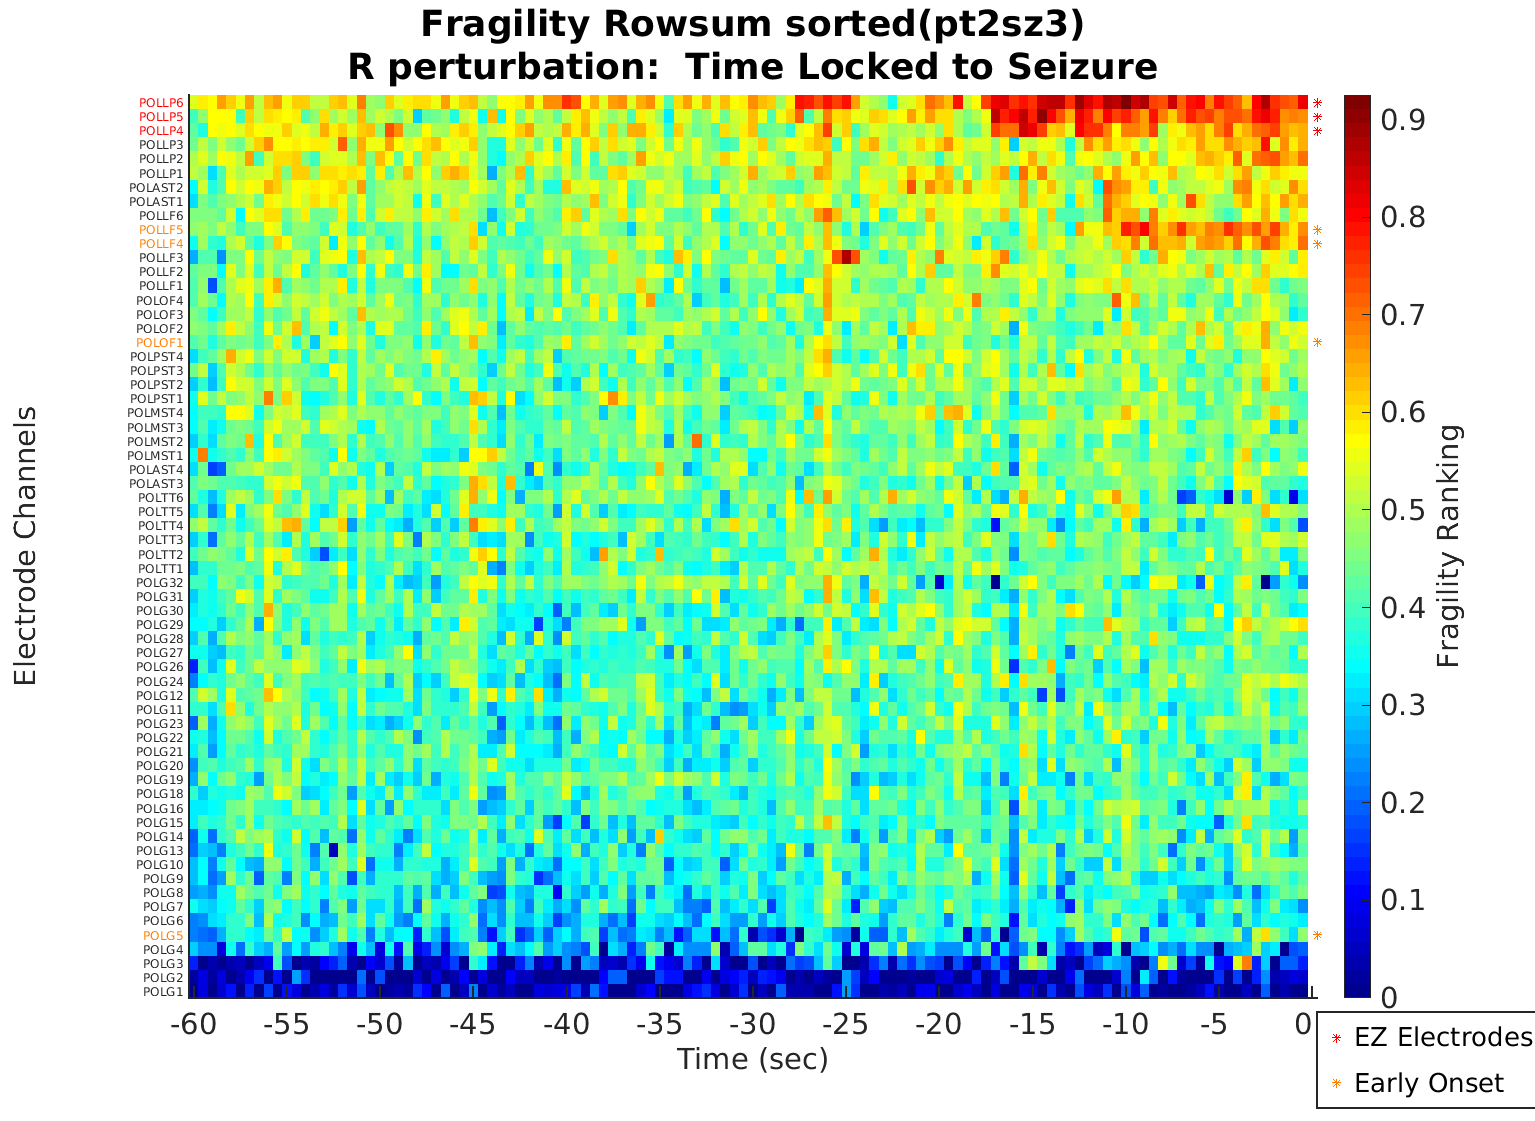 Fragility Rowsum sorted(pt2sz3)
R perturbation:  Time Locked to Seizure
Electrode Channels
POLLP6
POLLP5
POLLP4
POLLP3
POLLP2
POLLP1
POLAST2
POLAST1
POLLF6
POLLF5
POLLF4
POLLF3
POLLF2
POLLF1
POLOF4
POLOF3
POLOF2
POLOF1
POLPST4
POLPST3
POLPST2
POLPST1
POLMST4
POLMST3
POLMST2
POLMST1
POLAST4
POLAST3
POLTT6
POLTT5
POLTT4
POLTT3
POLTT2
POLTT1
POLG32
POLG31
POLG30
POLG29
POLG28
POLG27
POLG26
POLG24
POLG12
POLG11
POLG23
POLG22
POLG21
POLG20
POLG19
POLG18
POLG16
POLG15
POLG14
POLG13
POLG10
POLG9
POLG8
POLG7
POLG6
POLG5
POLG4
POLG3
POLG2
POLG1
-60 -55 -50 -45 -40 -35 -30 -25 -20 -15 -10 -5 0
Time (sec)
0.9
0.8
0.7
0.6
0.5
0.4
0.3
0.2
0.1
0
Fragility Ranking
EZ Electrodes
Early Onset